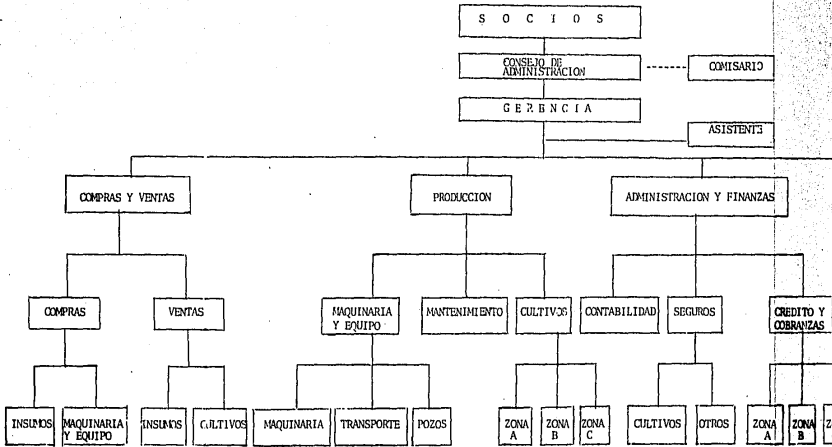 S O C I O S
CONSEJO DE
ADMINISTRACION
COMISARIO
G E R E N C I A
ASISTENTE
COMPRAS Y VENTAS
PRODUCCION
ADMINISTRACION Y FINANZAS
COMPRAS
VENTAS
MAQUINARIA
Y EQUIPO
MANTENIMIENTO
CULTIVOS
CONTABILIDAD
SEGUROS
CREDITO Y
COBRANZAS
INSUMOS
MAQUINARIA
Y EQUIPO
INSUMOS
CULTIVOS
MAQUINARIA
TRANSPORTE
POZOS
ZONA
A
ZONA
B
ZONA
C
CULTIVOS
OTROS
ZONA
A
ZONA
B